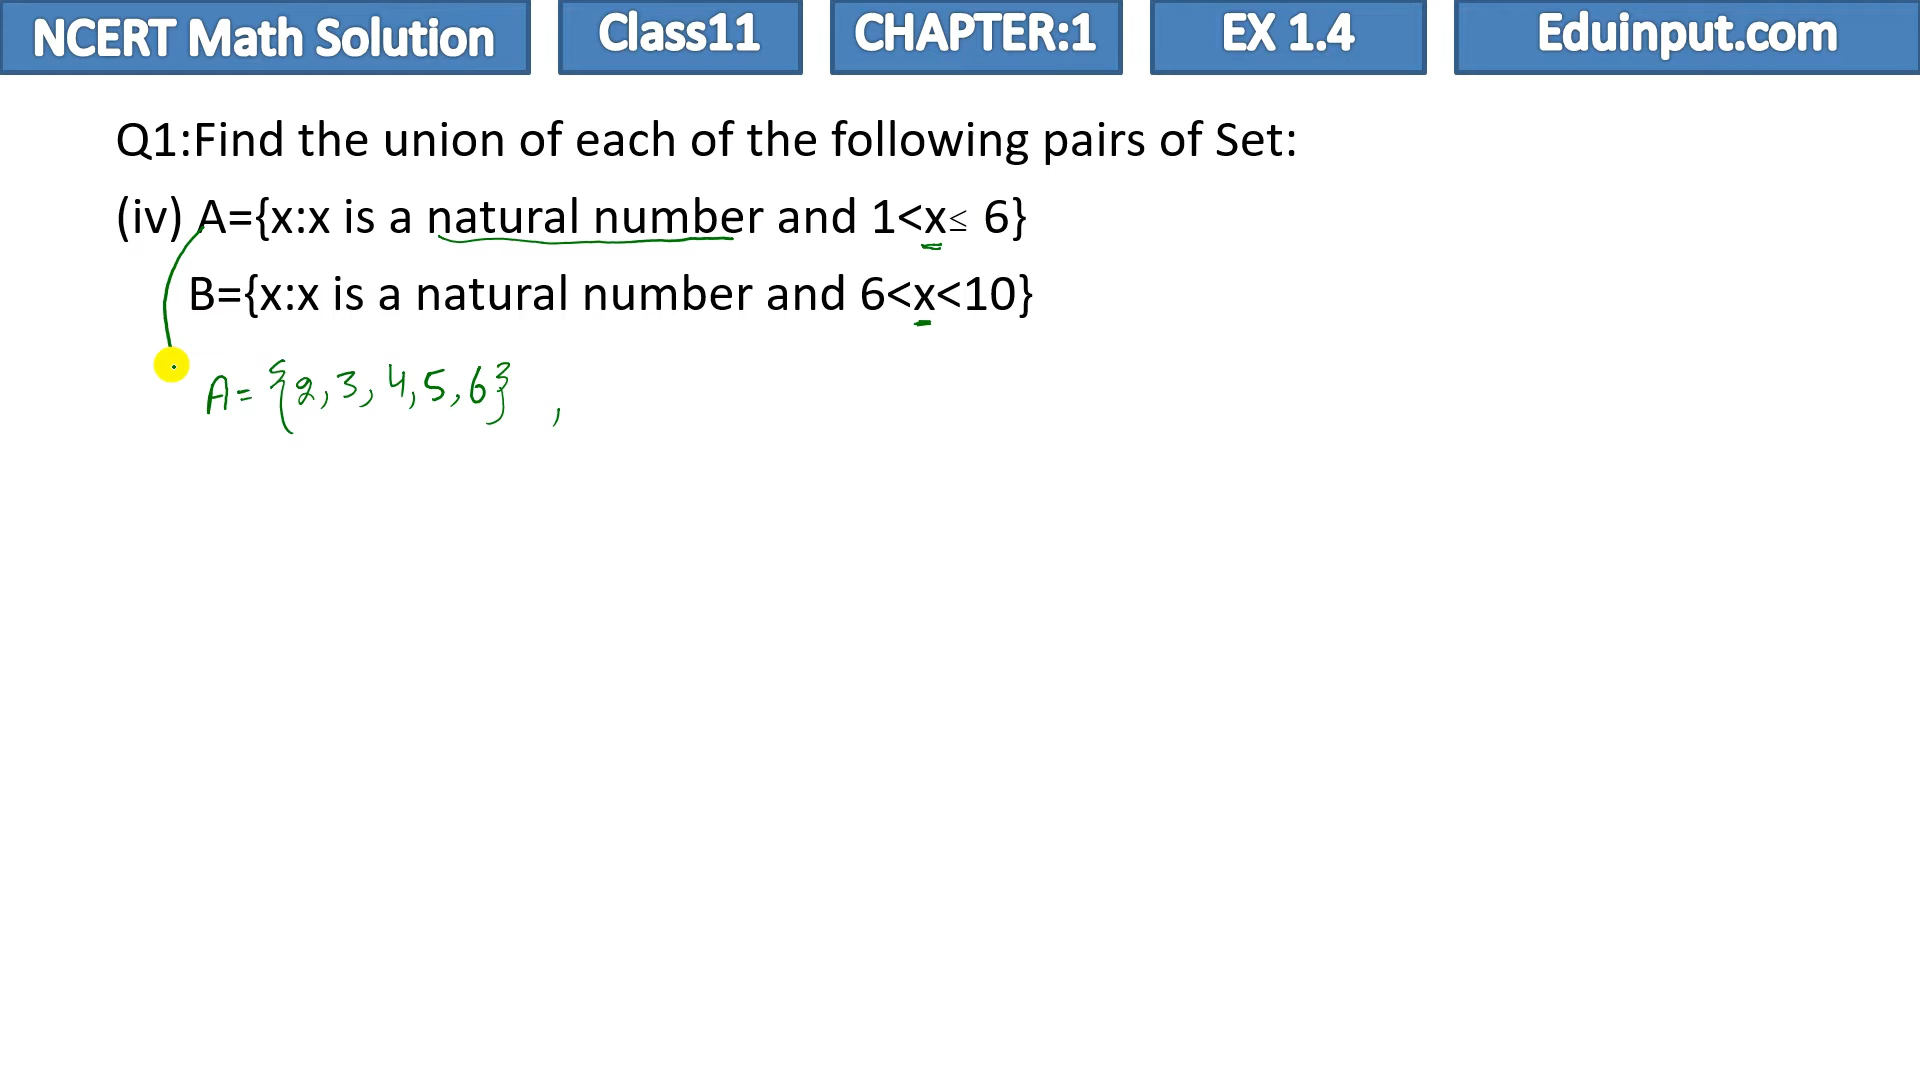 NCERT Math Solution Class11 CHAPTER:1 EX 1.4 Eduinput.com
Q1:Find the union of each of the following pairs of Set:
(iv) A={x:x is a natural number and 1<x≤ 6}
B={x:x is a natural number and 6<x<10}
A= {2,3,4,5,6} ,